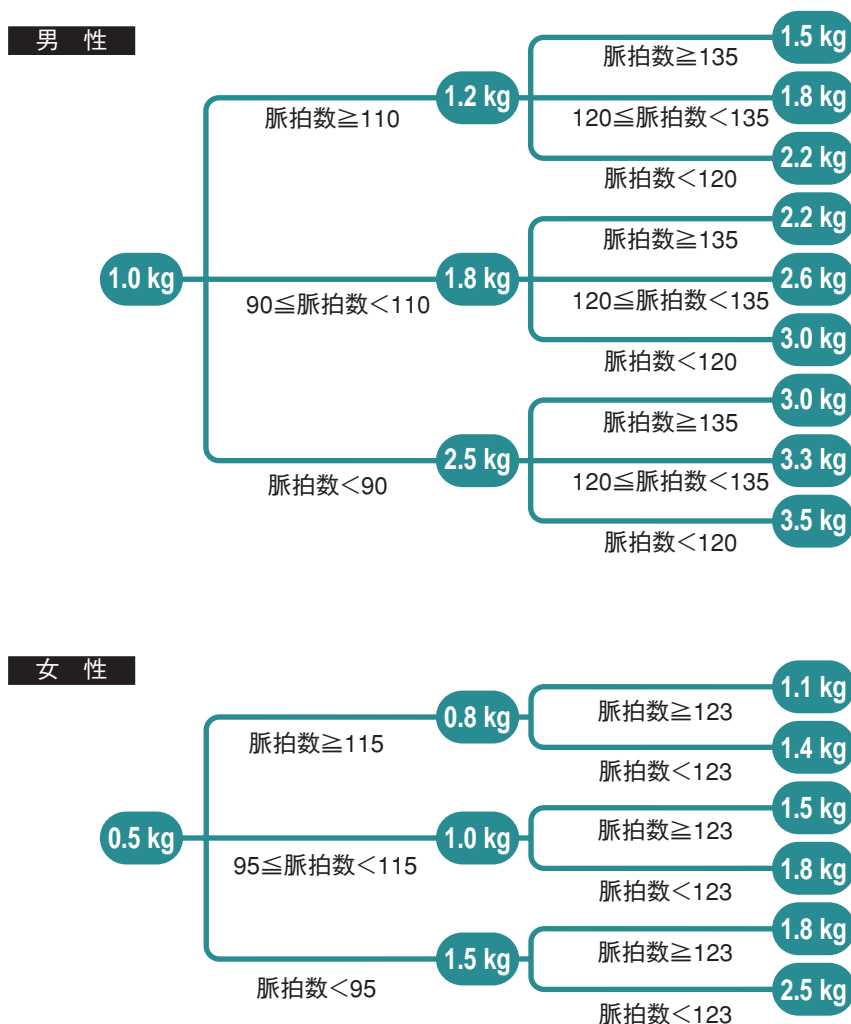 男 性
1.5 kg
脈拍数≧135
脈拍数≧110
1.2 kg
1.8 kg
120≦脈拍数＜135
2.2 kg
脈拍数＜120
2.2 kg
脈拍数≧135
1.0 kg
90≦脈拍数＜110
1.8 kg
2.6 kg
120≦脈拍数＜135
3.0 kg
脈拍数＜120
3.0 kg
脈拍数≧135
脈拍数＜90
2.5 kg
3.3 kg
120≦脈拍数＜135
3.5 kg
脈拍数＜120
女 性
1.1 kg
脈拍数≧123
脈拍数≧115
0.8 kg
1.4 kg
脈拍数＜123
1.5 kg
脈拍数≧123
0.5 kg
95≦脈拍数＜115
1.0 kg
1.8 kg
脈拍数＜123
1.8 kg
脈拍数≧123
脈拍数＜95
1.5 kg
2.5 kg
脈拍数＜123